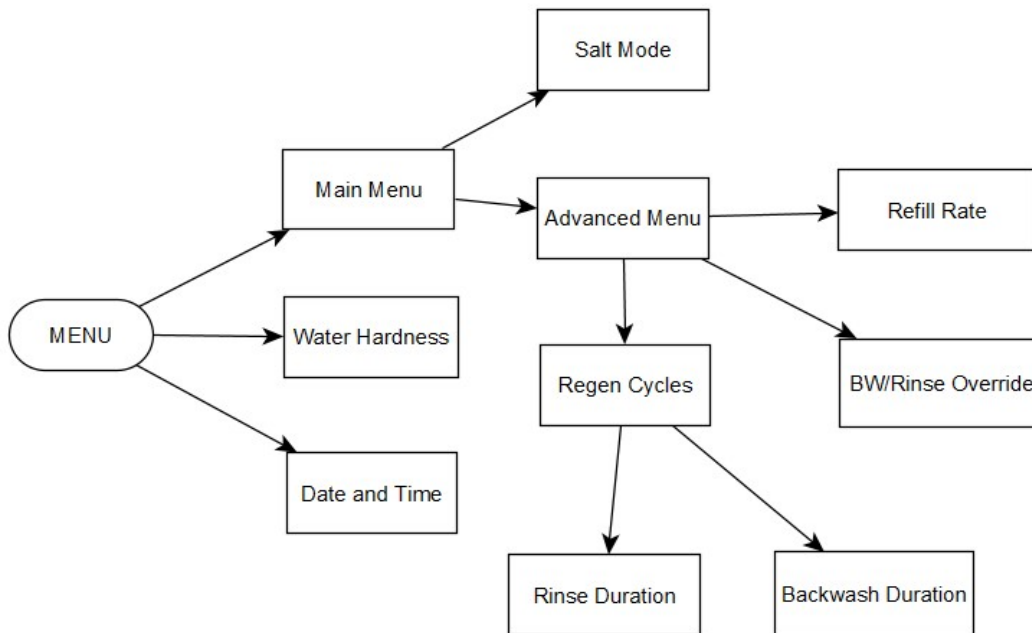 Salt Mode
Main Menu
Advanced Menu
Refill Rate
MENU
Water Hardness
Regen Cycles
BW/Rinse Override
Date and Time
Rinse Duration
Backwash Duration